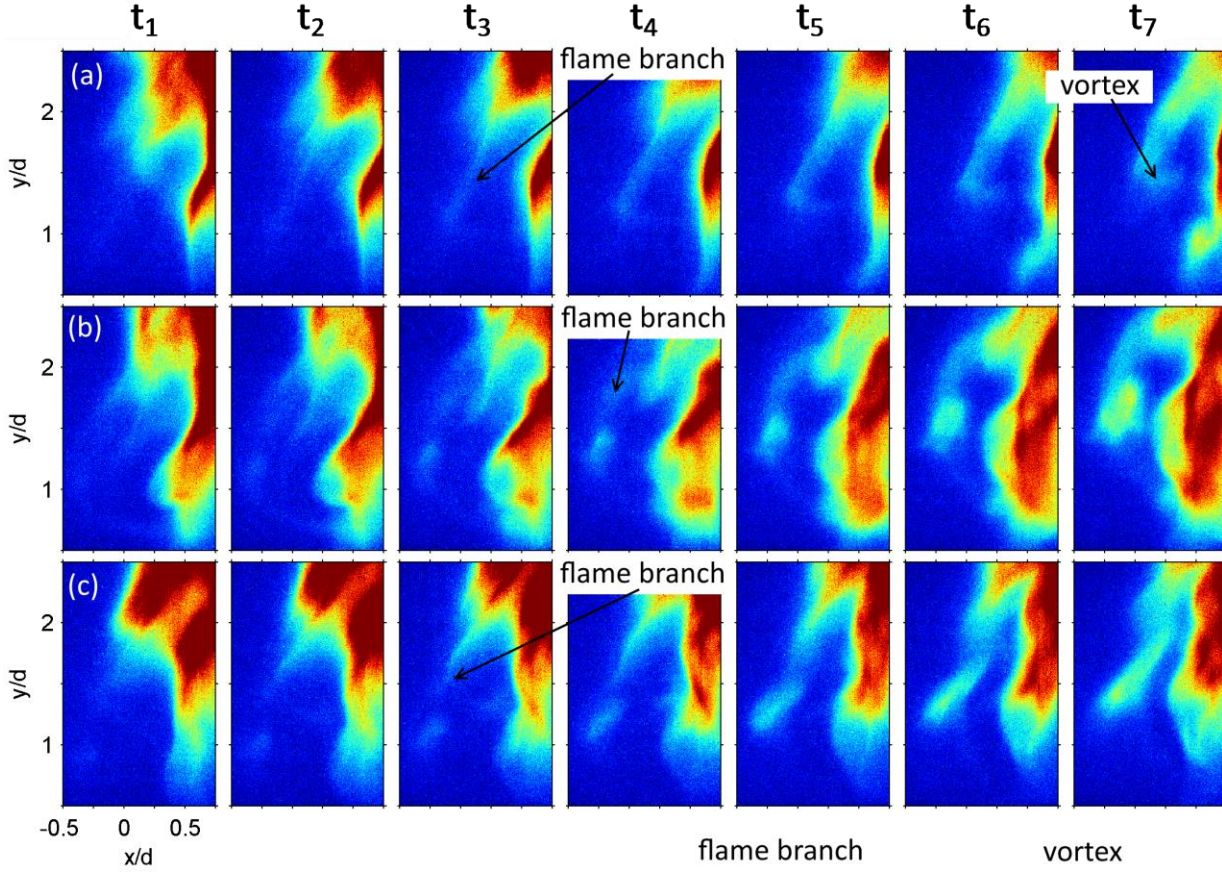 t₁ t₂ t₃ t₄ t₅ t₆ t₇
(a)
flame branch
vortex
y/d
2
1
(b)
flame branch
y/d
2
1
(c)
flame branch
y/d
2
1
-0.5 0 0.5
x/d
flame branch vortex